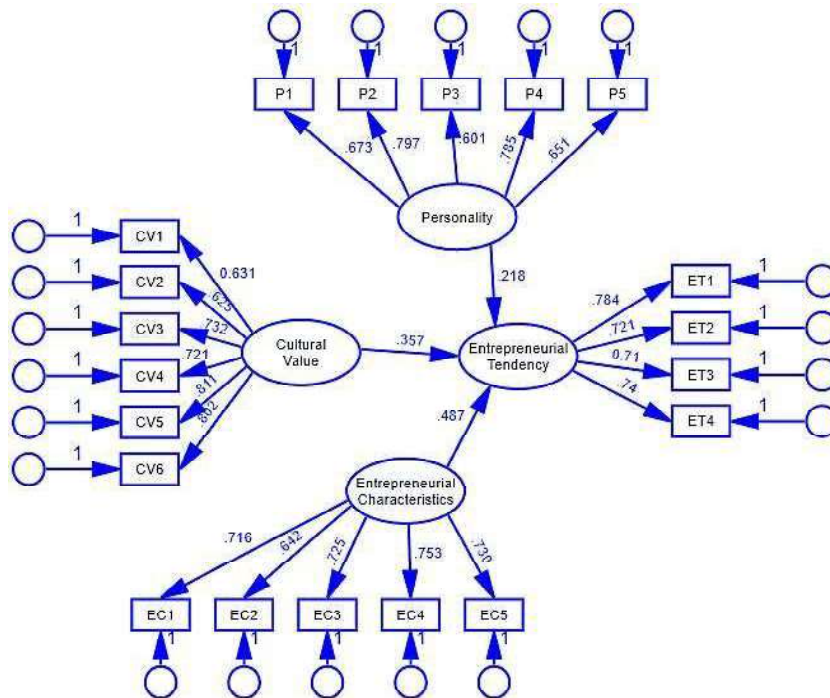 1 1 1 1 1
P1 P2 P3 P4 P5
.673 .797 .601 .785 .651
Personality
.218
1 CV1
1 CV2
1 CV3
1 CV4
1 CV5
1 CV6
0.631
.625
.732
.721
.811
.802
Cultural
Value
.357
Entrepreneurial
Tendency
.784
.721
0.71
.74
ET1 1
ET2 1
ET3 1
ET4 1
.487
Entrepreneurial
Characteristics
.716 .642 .725 .753 .730
EC1 EC2 EC3 EC4 EC5
1 1 1 1 1